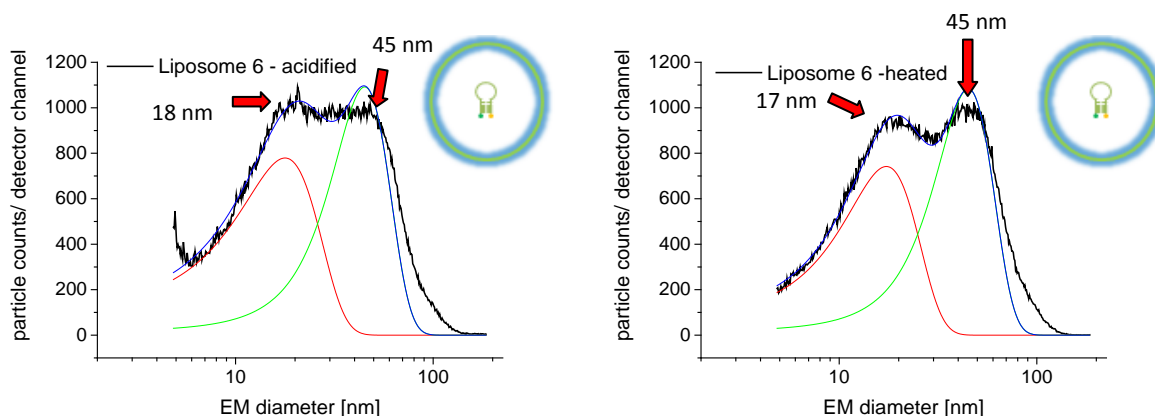 45 nm
1200
Liposome 6 - acidified
1000
18 nm
800
600
400
200
0
10
100
EM diameter [nm]
particle counts/ detector channel
45 nm
1200
Liposome 6 -heated
1000
17 nm
800
600
400
200
0
10
100
EM diameter [nm]
particle counts/ detector channel